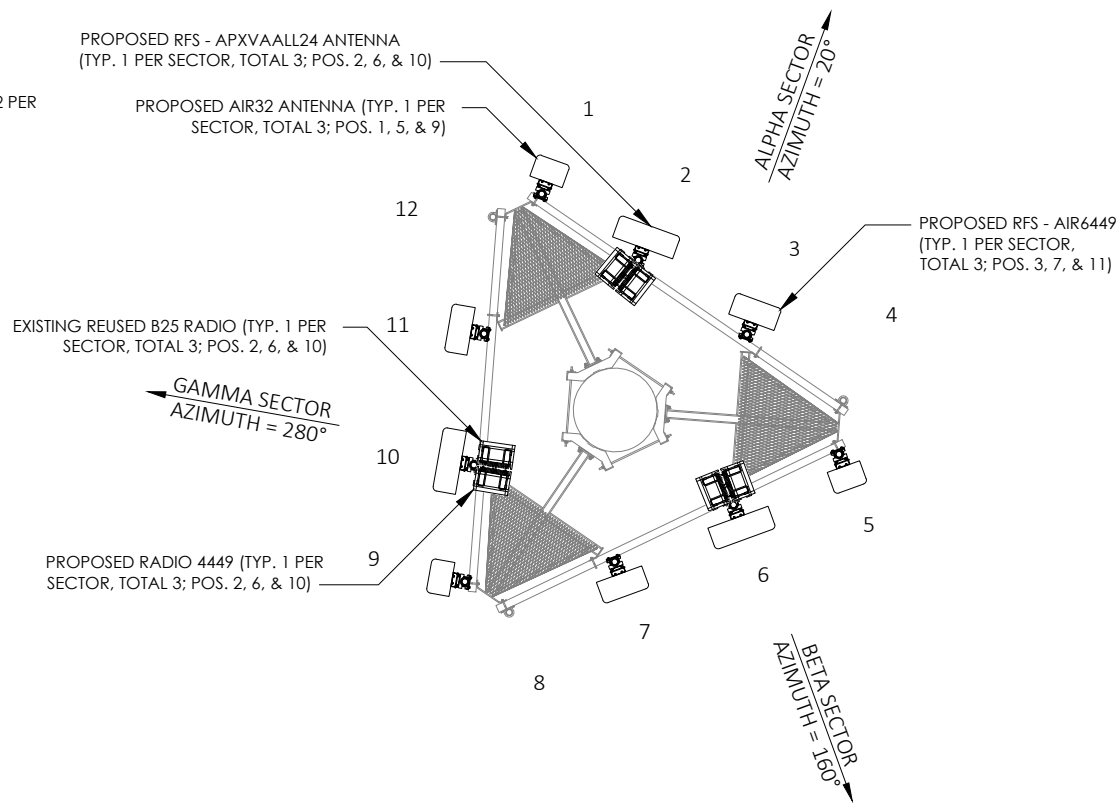 PROPOSED RFS - APXVAALL24 ANTENNA
(TYP. 1 PER SECTOR, TOTAL 3; POS. 2, 6, & 10)
2 PER
PROPOSED AIR32 ANTENNA (TYP. 1 PER
SECTOR, TOTAL 3; POS. 1, 5, & 9)
1
ALPHA SECTOR
AZIMUTH = 20°
2
12
3
PROPOSED RFS - AIR6449
(TYP. 1 PER SECTOR,
TOTAL 3; POS. 3, 7, & 11)
4
EXISTING REUSED B25 RADIO (TYP. 1 PER
SECTOR, TOTAL 3; POS. 2, 6, & 10)
11
GAMMA SECTOR
AZIMUTH = 280°
10
5
PROPOSED RADIO 4449 (TYP. 1 PER
SECTOR, TOTAL 3; POS. 2, 6, & 10)
9
6
7
8
BETA SECTOR
AZIMUTH = 160°